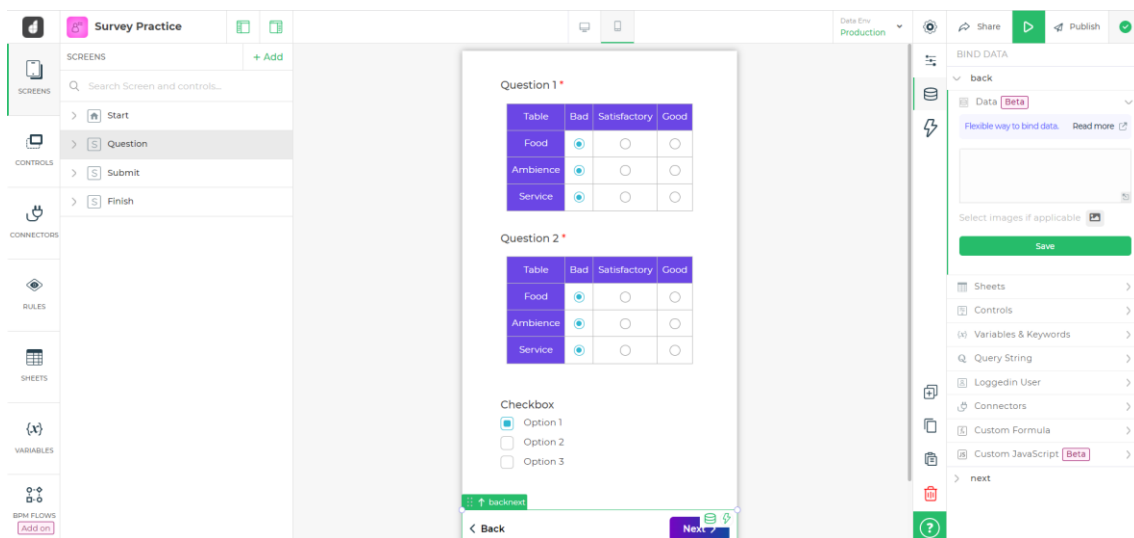 Survey Practice
Data Env
Production
Share
Publish
SCREENS
CONTROLS
CONNECTORS
RULES
SHEETS
{x}
VARIABLES
BPM FLOWS
Add on
SCREENS
+ Add
Search Screen and controls...
Start
S Question
S Submit
S Finish
Question 1 *
Table Bad Satisfactory Good
Food
Ambience
Service
Question 2 *
Table Bad Satisfactory Good
Food
Ambience
Service
Checkbox
Option 1
Option 2
Option 3
backnext
Back
Next
?
BIND DATA
back
Data Beta
Flexible way to bind data. Read more
Select images if applicable
Save
Sheets
Controls
Variables & Keywords
Query String
Loggedin User
Connectors
Custom Formula
Custom JavaScript Beta
next